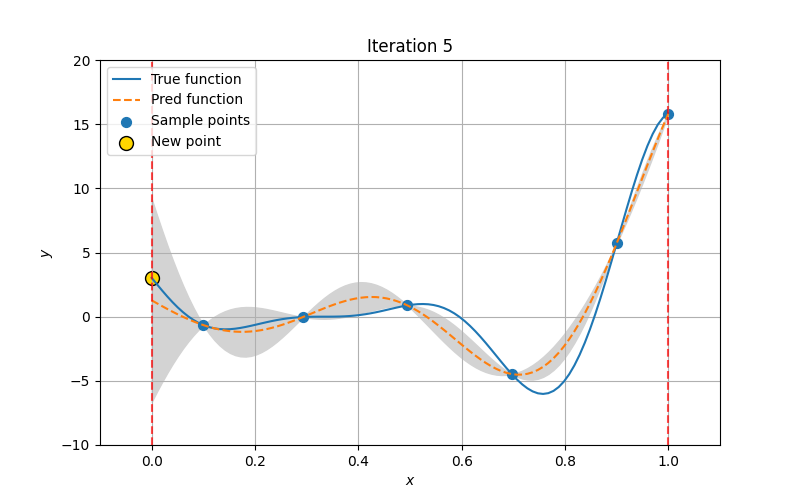 Iteration 5
True function
Pred function
Sample points
New point
20
15
10
5
0
−5
−10
y
0.0 0.2 0.4 0.6 0.8 1.0
x